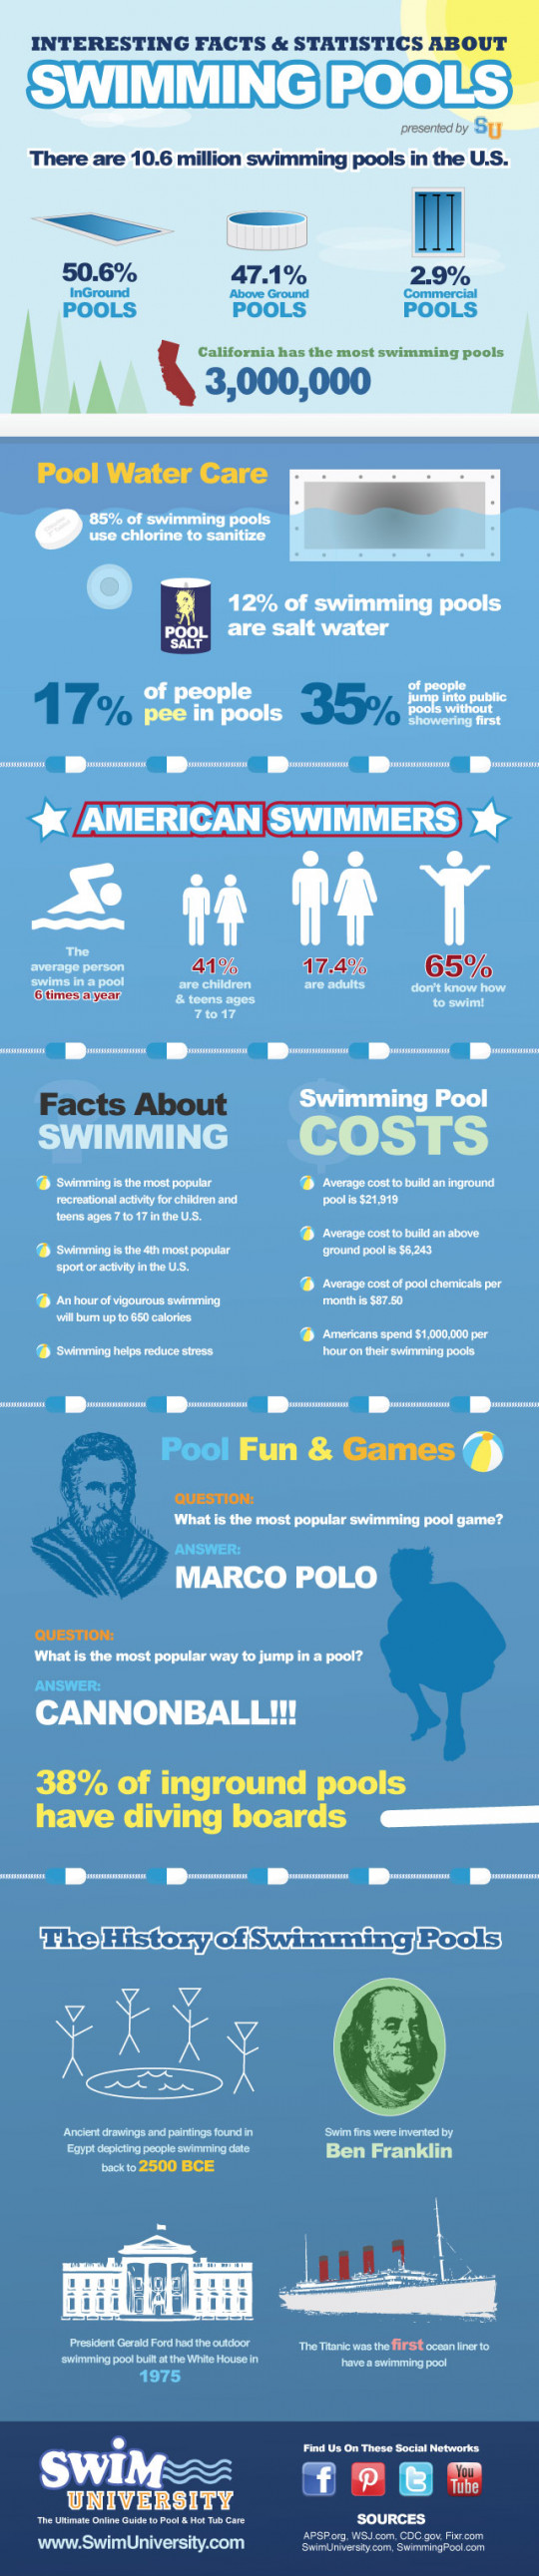 INTERESTING FACTS & STATISTICS ABOUT
SWIMMING POOLS
presented by SU
There are 10.6 million swimming pools in the U.S.
50.6%
InGround
POOLS
47.1%
Above Ground
POOLS
2.9%
Commercial
POOLS
California has the most swimming pools
3,000,000
Pool Water Care
85% of swimming pools
use chlorine to sanitize
POOL
SALT
12% of swimming pools
are salt water
17%
of people
pee in pools
35%
of people
jump into public
pools without
showering first
AMERICAN SWIMMERS
The
average person
swims in a pool
6 times a year
41%
are children
& teens ages
7 to 17
17.4%
are adults
65%
don't know how
to swim!
Facts About
SWIMMING
Swimming is the most popular
recreational activity for children and
teens ages 7 to 17 in the U.S.
Swimming is the 4th most popular
sport or activity in the U.S.
An hour of vigourous swimming
will burn up to 650 calories
Swimming helps reduce stress
Swimming Pool
COSTS
Average cost to build an inground
pool is $21,919
Average cost to build an above
ground pool is $6,243
Average cost of pool chemicals per
month is $87.50
Americans spend $1,000,000 per
hour on their swimming pools
Pool Fun & Games
QUESTION:
What is the most popular swimming pool game?
ANSWER:
MARCO POLO
QUESTION:
What is the most popular way to jump in a pool?
ANSWER:
CANNONBALL!!!
38% of inground pools
have diving boards
The History of Swimming Pools
Ancient drawings and paintings found in
Egypt depicting people swimming date
back to 2500 BCE
Swim fins were invented by
Ben Franklin
President Gerald Ford had the outdoor
swimming pool built at the White House in
1975
The Titanic was the first ocean liner to
have a swimming pool
SWIM
UNIVERSITY
The Ultimate Online Guide to Pool & Hot Tub Care
www.SwimUniversity.com
Find Us On These Social Networks
You
Tube
SOURCES
APSP.org, WSJ.com, CDC.gov, Fixr.com
SwimUniversity.com, SwimmingPool.com